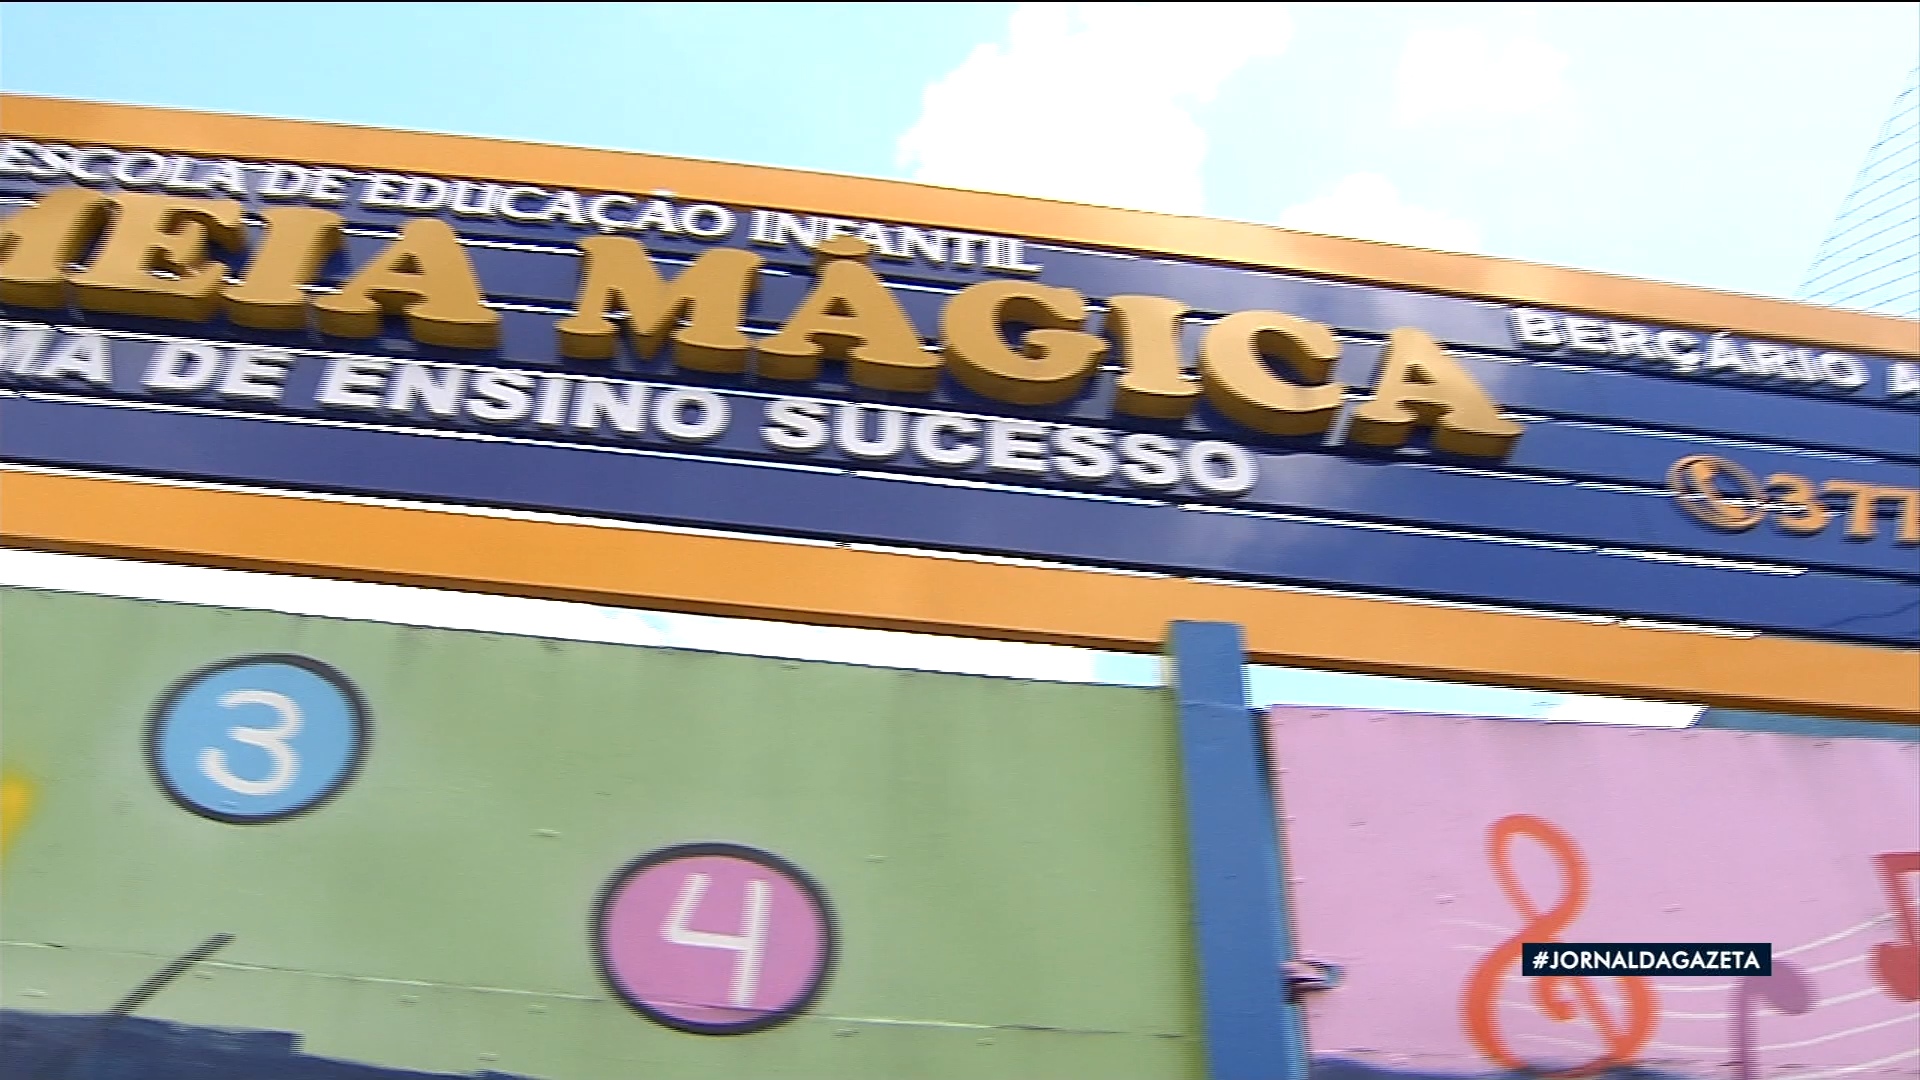 ESCOLA DE EDUCAÇÃO INFANTIL
MEIA MÁGICA
MA DE ENSINO SUCESSO
BERÇÁRIO A
3
4
#JORNALDAGAZETA